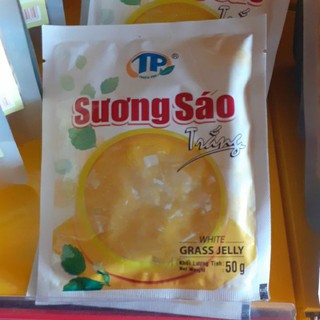 TP
Sương Sáo
Trắng
WHITE
GRASS JELLY
Khối Lượng Tịnh:
Net Weight:
50g